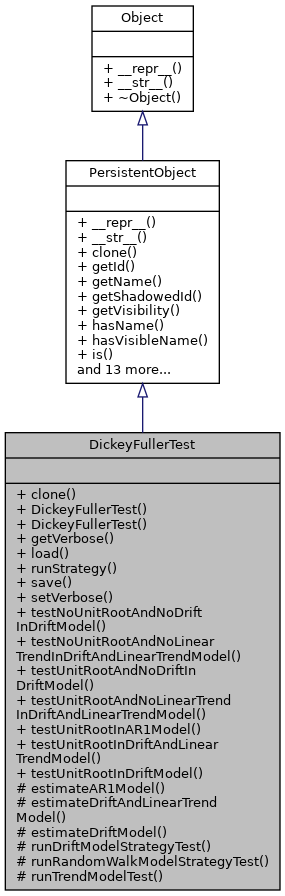 Object
+ __repr__()
+ __str__()
+ ~Object()
PersistentObject
+ __repr__()
+ __str__()
+ clone()
+ getId()
+ getName()
+ getShadowedId()
+ getVisibility()
+ hasName()
+ hasVisibleName()
+ is()
and 13 more...
DickeyFullerTest
+ clone()
+ DickeyFullerTest()
+ DickeyFullerTest()
+ getVerbose()
+ load()
+ runStrategy()
+ save()
+ setVerbose()
+ testNoUnitRootAndNoDrift
InDriftModel()
+ testNoUnitRootAndNoLinear
TrendInDriftAndLinearTrendModel()
+ testUnitRootAndNoDriftIn
DriftModel()
+ testUnitRootAndNoLinearTrend
InDriftAndLinearTrendModel()
+ testUnitRootInAR1Model()
+ testUnitRootInDriftAndLinear
TrendModel()
+ testUnitRootInDriftModel()
# estimateAR1Model()
# estimateDriftAndLinearTrend
Model()
# estimateDriftModel()
# runDriftModelStrategyTest()
# runRandomWalkModelStrategyTest()
# runTrendModelTest()